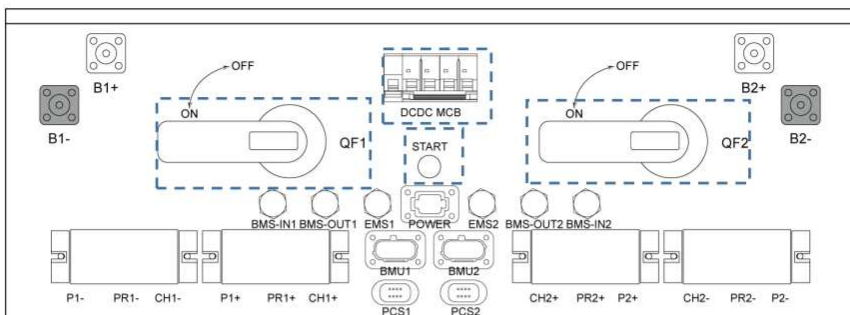 B1+
OFF
OFF
B2+
B1-
ON
DCDC MCB
ON
B2-
QF1
START
QF2
BMS-IN1 BMS-OUT1 EMS1 POWER EMS2 BMS-OUT2 BMS-IN2
BMU1 BMU2
P1- PR1- CH1- P1+ PR1+ CH1+ CH2+ PR2+ P2+ CH2- PR2- P2-
PCS1 PCS2